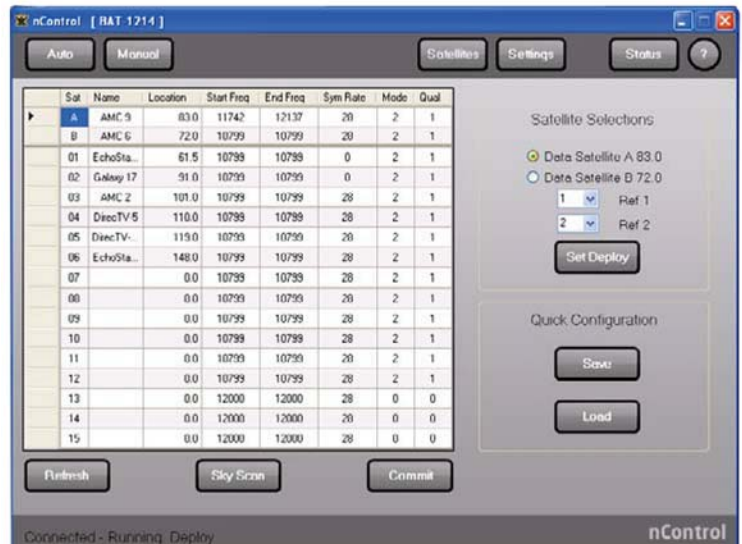 nControl [ BAT-1214 ]
Auto Manual Satellites Settings Status ?
Sat Name Location Start Freq End Freq Sym Rate Mode Qual
A AMC 9 83.0 11742 12137 20 2 1
B AMC 6 72.0 10799 10799 20 2 1
01 EchoSta... 61.5 10799 10799 0 2 1
02 Galaxy 17 91.0 10799 10799 0 2 1
03 AMC 2 101.0 10799 10799 28 2 1
04 DirecTV-5 110.0 10799 10799 28 2 1
05 DirecTV-... 119.0 10799 10799 20 2 1
06 EchoSta... 148.0 10799 10799 28 2 1
07 0.0 10799 10799 28 2 1
08 0.0 10799 10799 28 2 1
09 0.0 10799 10799 28 2 1
10 0.0 10799 10799 28 2 1
11 0.0 10799 10799 28 2 1
12 0.0 10799 10799 28 2 1
13 0.0 12000 12000 28 0 0
14 0.0 12000 12000 20 0 0
15 0.0 12000 12000 28 0 0
Satellite Selections
Data Satellite A 83.0
Data Satellite B 72.0
1 Ref 1
2 Ref 2
Set Deploy
Quick Configuration
Save
Load
Refresh Sky Scan Commit
Connected - Running: Deploy
nControl